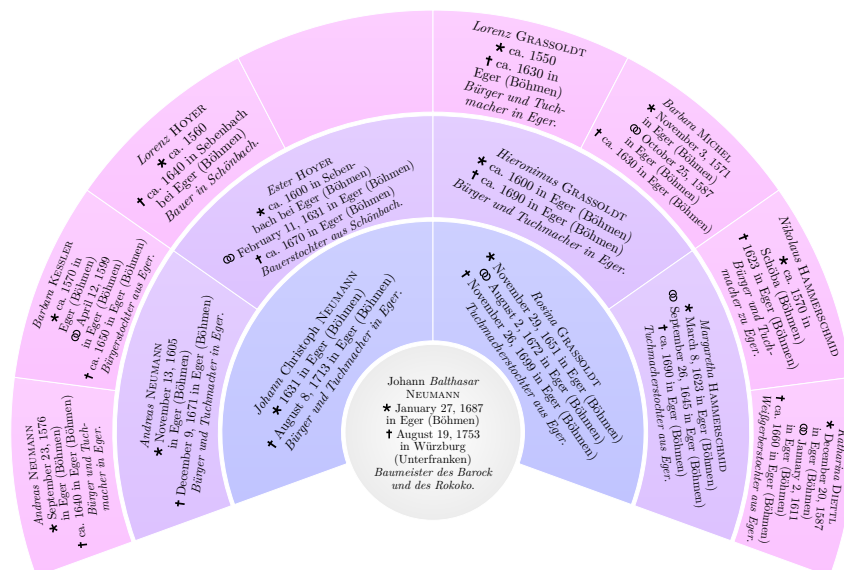 Lorenz GRASSOLDT
★ ca. 1550
† ca. 1630 in
Eger (Böhmen)
Bürger und Tuch-
macher in Eger.
Barbara MICHEL
★ November 3, 1571
in Eger (Böhmen)
⚭ October 25, 1587
in Eger (Böhmen)
† ca. 1630 in Eger (Böhmen)
Lorenz HOYER
★ ca. 1560
† ca. 1640 in Sebenbach
bei Eger (Böhmen)
Bauer in Schönbach.
Ester HOYER
★ ca. 1600 in Seben-
bach bei Eger (Böhmen)
⚭ February 11, 1631 in Eger (Böhmen)
† ca. 1670 in Eger (Böhmen)
Bauerstochter aus Schönbach.
Hieronimus GRASSOLDT
★ ca. 1600 in Eger (Böhmen)
† ca. 1690 in Eger (Böhmen)
Bürger und Tuchmacher in Eger.
Nikolaus HAMMERSCHMID
★ ca. 1570 in
Schöba (Böhmen)
† 1623 in Eger (Böhmen)
Bürger und Tuch-
macher zu Eger.
Barbara KESSLER
★ ca. 1570 in
Eger (Böhmen)
⚭ April 12, 1599
in Eger (Böhmen)
† ca. 1650 in Eger (Böhmen)
Bürgerstochter aus Eger.
Johann Christoph NEUMANN
★ 1631 in Eger (Böhmen)
† August 8, 1713 in Eger (Böhmen)
Bürger und Tuchmacher in Eger.
Rosina GRASSOLDT
★ November 29, 1651 in Eger (Böhmen)
⚭ August 2, 1672 in Eger (Böhmen)
† November 26, 1699 in Eger (Böhmen)
Tuchmacherstochter aus Eger.
Andreas NEUMANN
★ November 13, 1605
in Eger (Böhmen)
† December 9, 1671 in Eger (Böhmen)
Bürger und Tuchmacher in Eger.
Margaretha HAMMERSCHMID
★ March 8, 1623 in Eger (Böhmen)
⚭ September 26, 1645 in Eger (Böhmen)
† ca. 1690 in Eger (Böhmen)
Tuchmacherstochter aus Eger.
Johann Balthasar
NEUMANN
★ January 27, 1687
in Eger (Böhmen)
† August 19, 1753
in Würzburg
(Unterfranken)
Baumeister des Barock
und des Rokoko.
Andreas NEUMANN
★ September 23, 1576
in Eger (Böhmen)
† ca. 1640 in Eger (Böhmen)
Bürger und Tuch-
macher in Eger.
Katharina DIETTL
★ December 20, 1587
in Eger (Böhmen)
⚭ January 2, 1611
in Eger (Böhmen)
† ca. 1660 in Eger (Böhmen)
Weißgerberstochter aus Eger.